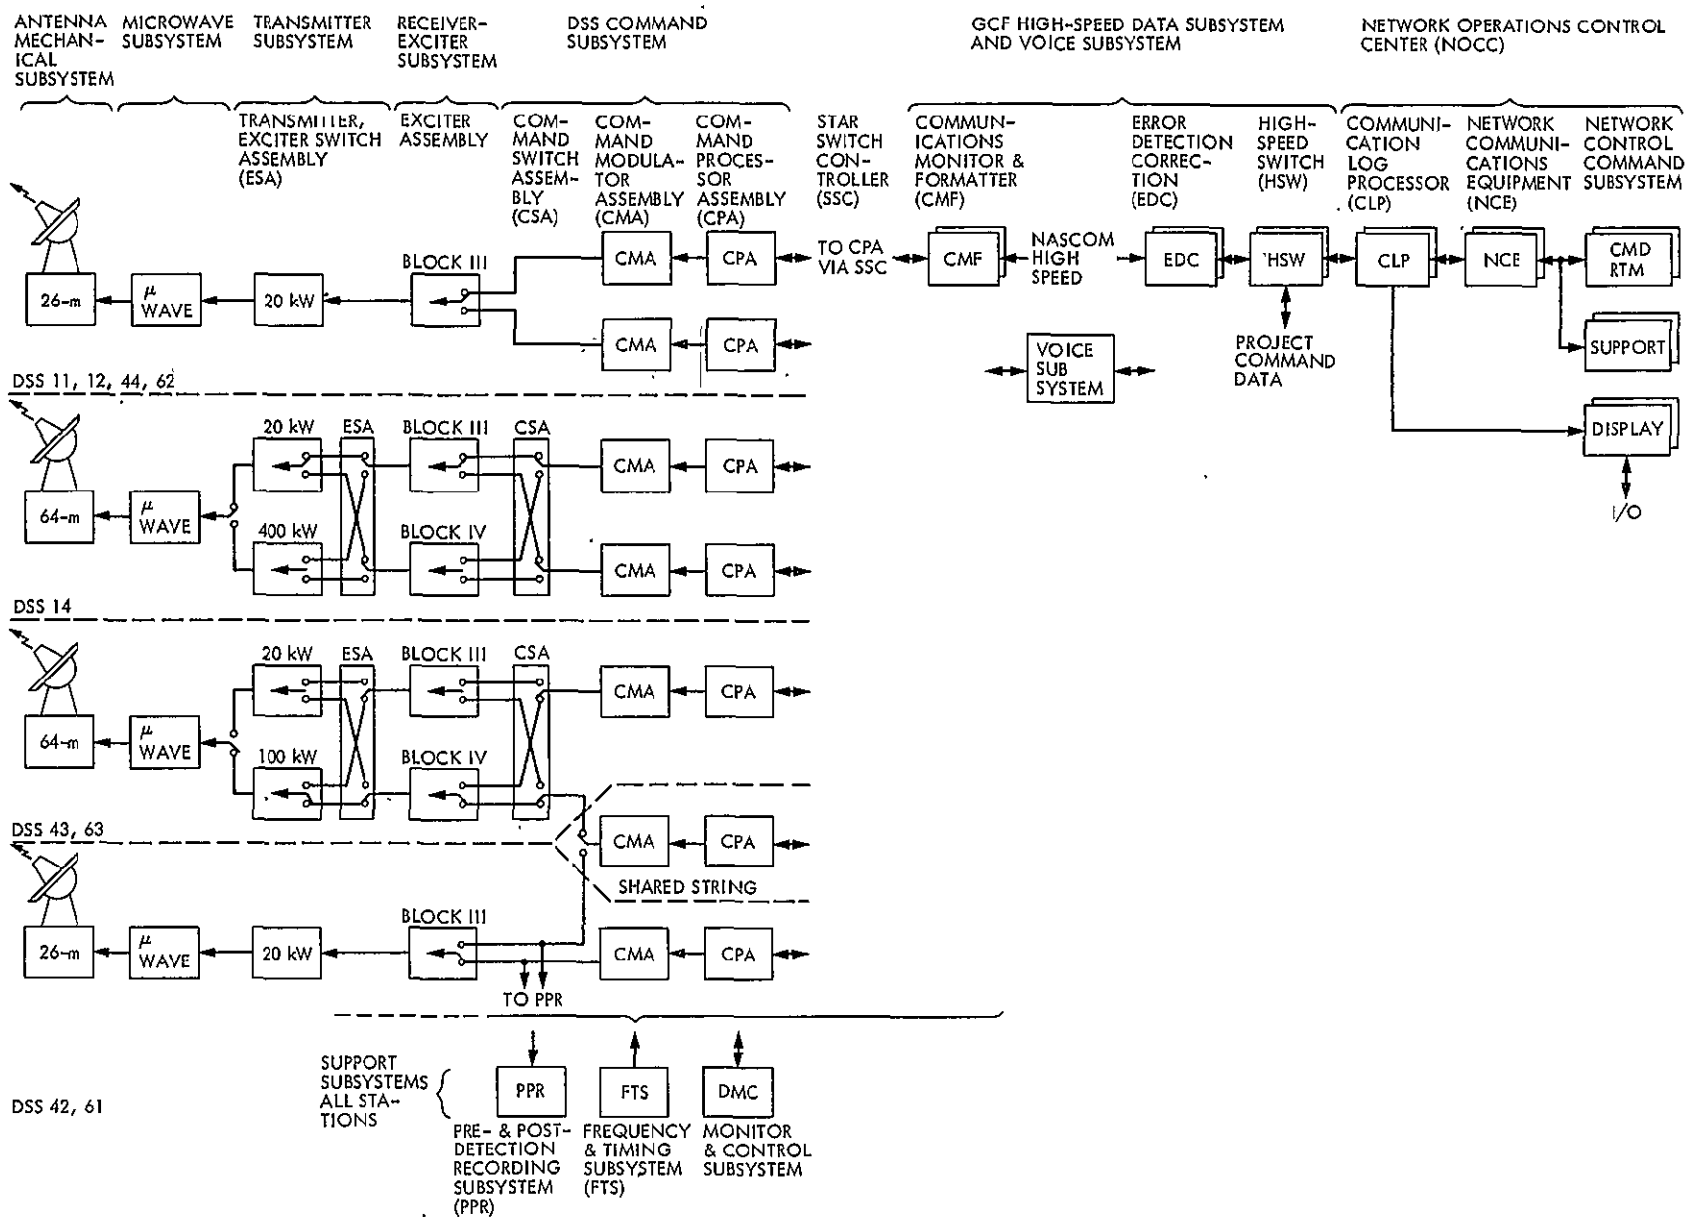 ANTENNA
MECHAN-
ICAL
SUBSYSTEM
MICROWAVE
SUBSYSTEM
TRANSMITTER
SUBSYSTEM
RECEIVER-
EXCITER
SUBSYSTEM
DSS COMMAND
SUBSYSTEM
GCF HIGH-SPEED DATA SUBSYSTEM
AND VOICE SUBSYSTEM
NETWORK OPERATIONS CONTROL
CENTER (NOCC)
TRANSMITTER,
EXCITER SWITCH
ASSEMBLY
(ESA)
EXCITER
ASSEMBLY
COM-
MAND
SWITCH
ASSEM-
BLY
(CSA)
COM-
MAND
MODULA-
TOR
ASSEMBLY
(CMA)
COM-
MAND
PROCES-
SOR
ASSEMBLY
(CPA)
STAR
SWITCH
CON-
TROLLER
(SSC)
COMMUN-
ICATIONS
MONITOR &
FORMATTER
(CMF)
ERROR
DETECTION
CORREC-
TION
(EDC)
HIGH-
SPEED
SWITCH
(HSW)
COMMUNI-
CATION
LOG
PROCESSOR
(CLP)
NETWORK
COMMUNI-
CATIONS
EQUIPMENT
(NCE)
NETWORK
CONTROL
COMMAND
SUBSYSTEM
26-m
μ
WAVE
20 kW
BLOCK III
CMA
CPA
TO CPA
VIA SSC
CMF
NASCOM
HIGH
SPEED
EDC
HSW
CLP
NCE
CMD
RTM
CMA
CPA
VOICE
SUB
SYSTEM
PROJECT
COMMAND
DATA
SUPPORT
DISPLAY
I/O
DSS 11, 12, 44, 62
20 kW
ESA
BLOCK III
CSA
CMA
CPA
64-m
μ
WAVE
400 kW
BLOCK IV
CMA
CPA
DSS 14
20 kW
ESA
BLOCK III
CSA
CMA
CPA
64-m
μ
WAVE
100 kW
BLOCK IV
DSS 43, 63
CMA
CPA
SHARED STRING
26-m
μ
WAVE
20 kW
BLOCK III
CMA
CPA
TO PPR
SUPPORT
SUBSYSTEMS
ALL STA-
TIONS
PPR
FTS
DMC
DSS 42, 61
PRE- & POST-
DETECTION
RECORDING
SUBSYSTEM
(PPR)
FREQUENCY
& TIMING
SUBSYSTEM
(FTS)
MONITOR
& CONTROL
SUBSYSTEM